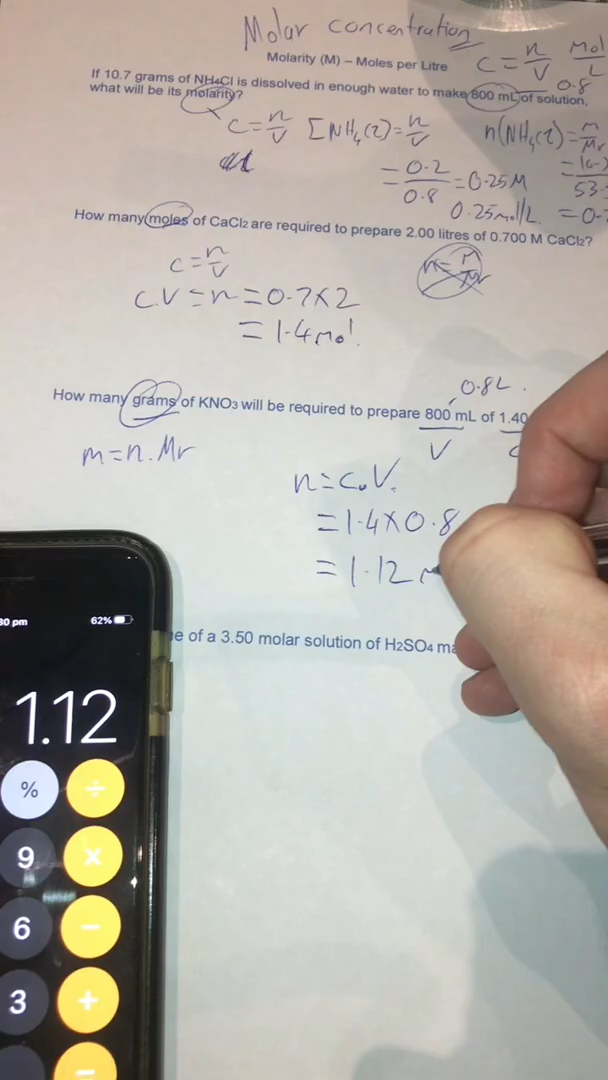 Molar concentration
Molarity (M) – Moles per Litre
C = n/V Mol/L
0.8
If 10.7 grams of NH4Cl is dissolved in enough water to make 800 mL of solution,
what will be its molarity?
C = n/V [NH4Cl] = n/V n(NH4Cl) = m/Mr
= 0.2/0.8 = 0.25M
53.
0.25mol/L = 0.
How many moles of CaCl2 are required to prepare 2.00 litres of 0.700 M CaCl2?
C = n/V
n = m/Mr
C.V = n = 0.7×2
= 1.4mol.
0.8L.
How many grams of KNO3 will be required to prepare 800 mL of 1.40
V C
m = n.Mr
n = C.V.
= 1.4×0.8
= 1.12 m
e of a 3.50 molar solution of H2SO4 ma
30 pm 62%
1.12
% ÷
9 ×
6 −
3 +
=